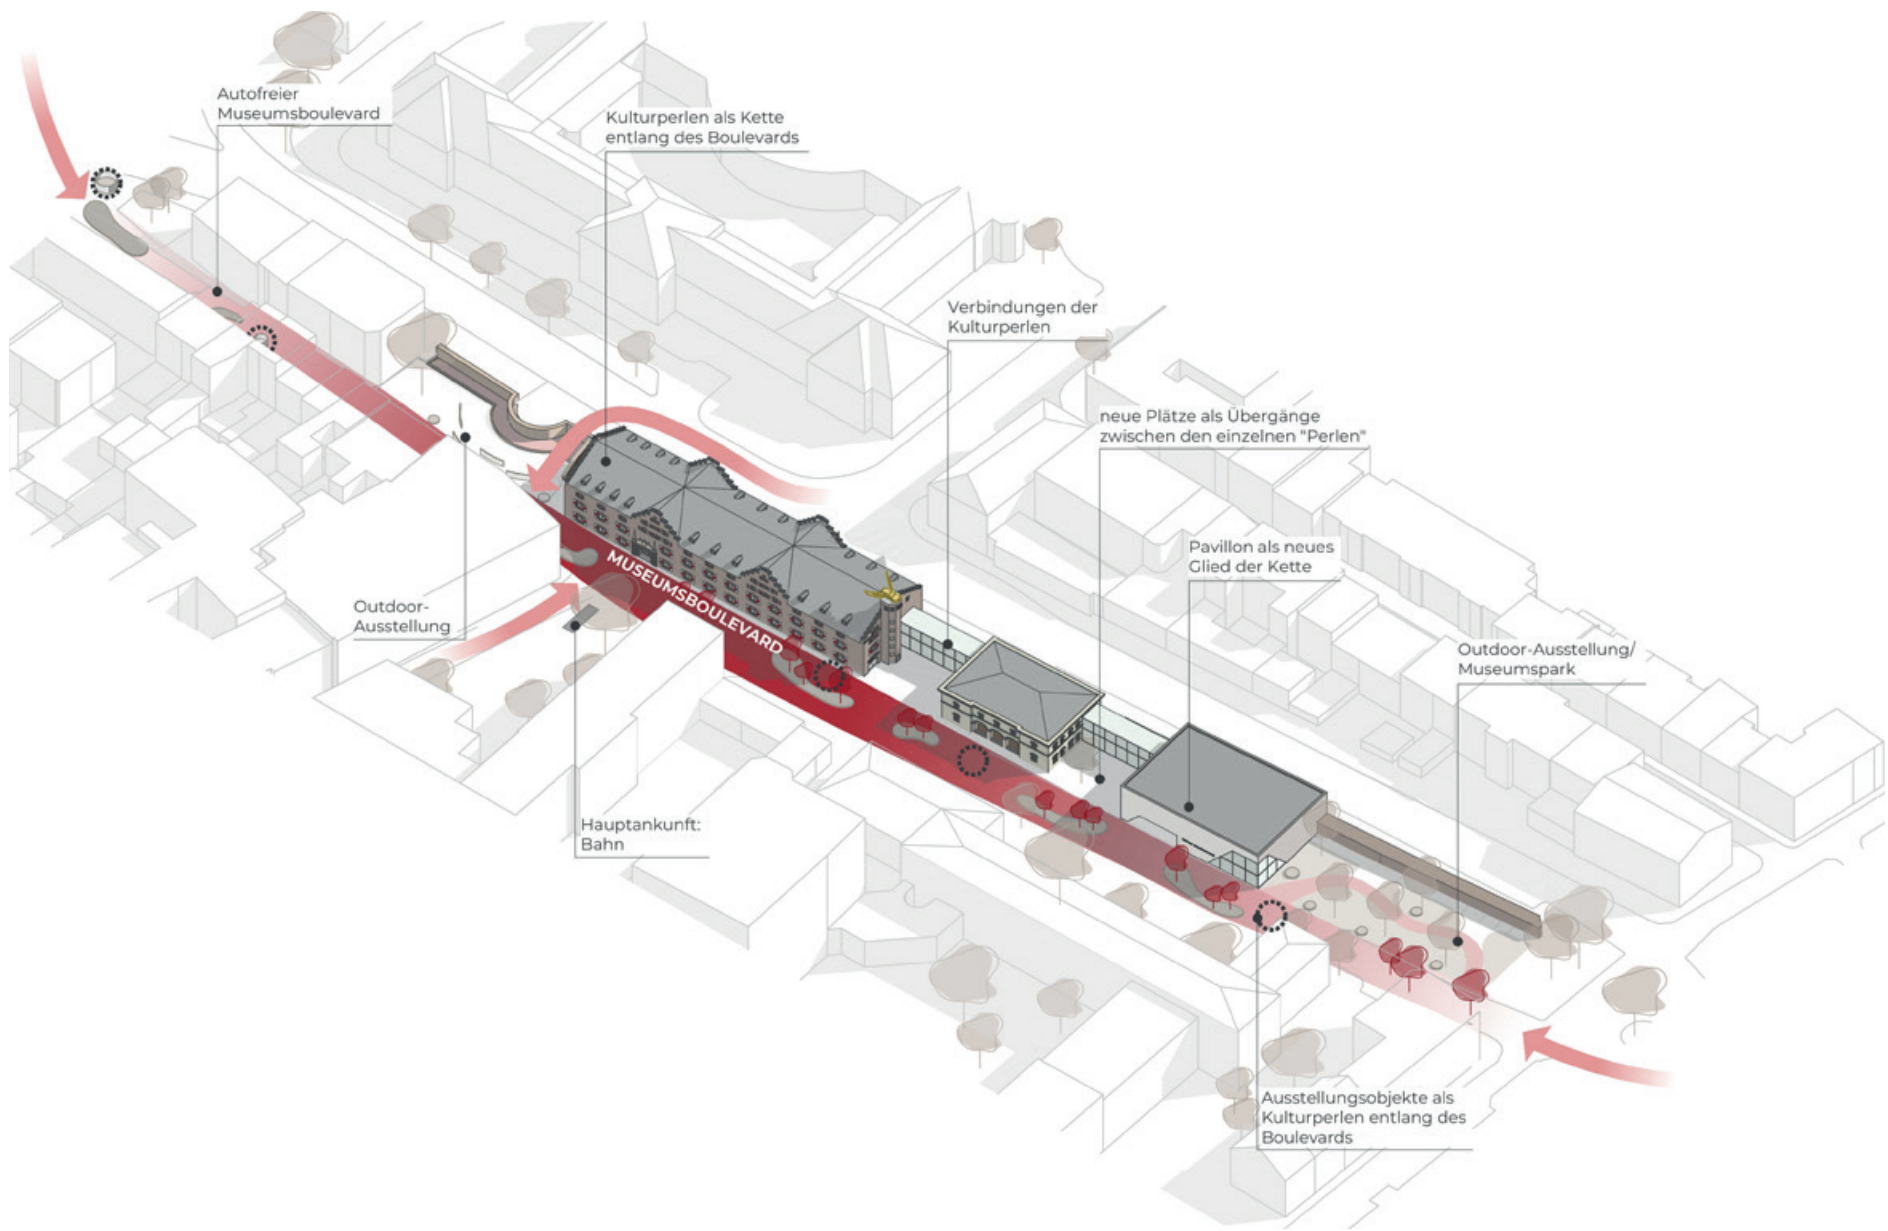 Autofreier
Museumsboulevard
Kulturperlen als Kette
entlang des Boulevards
Verbindungen der
Kulturperlen
neue Plätze als Übergänge
zwischen den einzelnen "Perlen"
Pavillon als neues
Glied der Kette
MUSEUMSBOULEVARD
Outdoor-
Ausstellung
Outdoor-Ausstellung/
Museumspark
Hauptankunft:
Bahn
Ausstellungsobjekte als
Kulturperlen entlang des
Boulevards